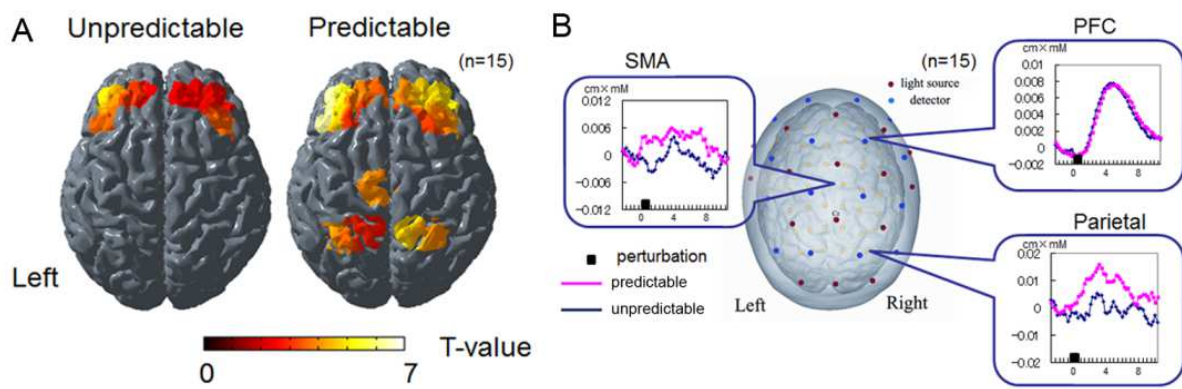 A
Unpredictable
Predictable
(n=15)
Left
0
7
T-value
B
SMA
cm×mM
0.012
0.006
0
-0.006
-0.012
0
4
8
(n=15)
light source
detector
Cz
Left
Right
perturbation
predictable
unpredictable
PFC
cm×mM
0.01
0.008
0.006
0.004
0.002
0
-0.002
0
4
8
Parietal
cm×mM
0.02
0.01
0
-0.01
-0.02
0
4
8